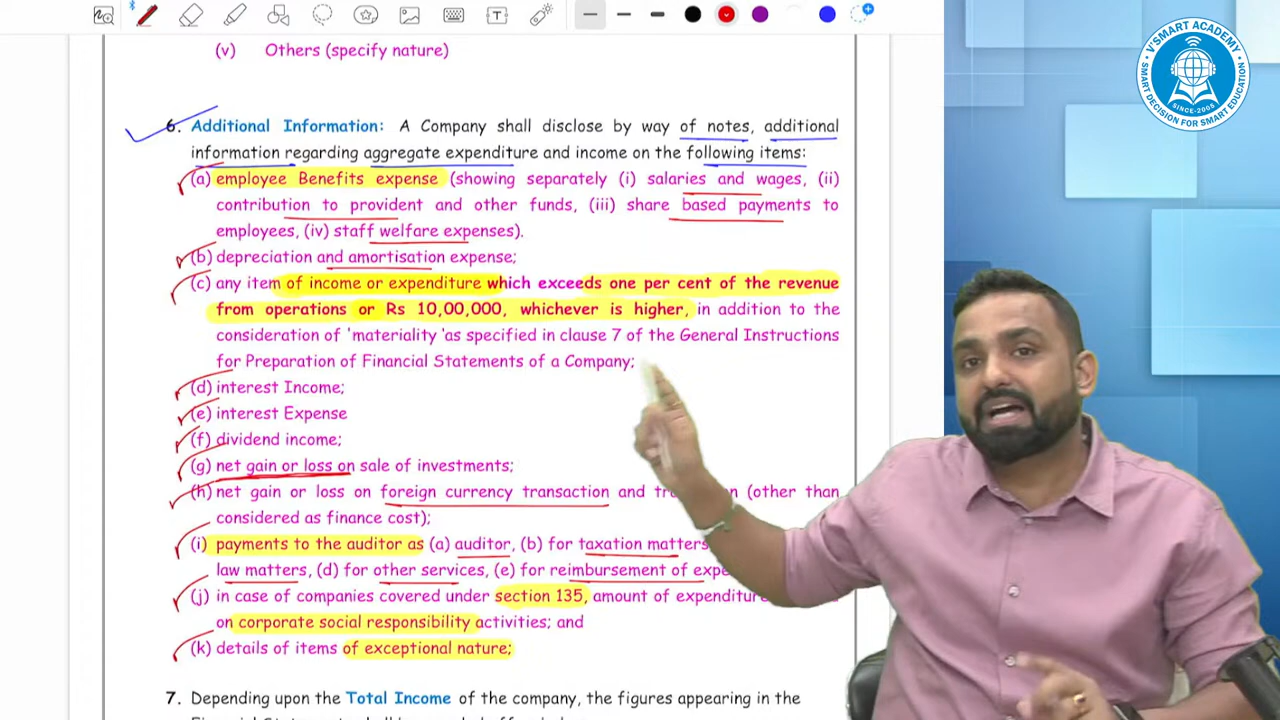 (v) Others (specify nature)
6. Additional Information: A Company shall disclose by way of notes, additional
information regarding aggregate expenditure and income on the following items:
(a) employee Benefits expense (showing separately (i) salaries and wages, (ii)
contribution to provident and other funds, (iii) share based payments to
employees, (iv) staff welfare expenses).
(b) depreciation and amortisation expense;
(c) any item of income or expenditure which exceeds one per cent of the revenue
from operations or Rs 10,00,000, whichever is higher, in addition to the
consideration of 'materiality 'as specified in clause 7 of the General Instructions
for Preparation of Financial Statements of a Company;
(d) interest Income;
(e) interest Expense
(f) dividend income;
(g) net gain or loss on sale of investments;
(h) net gain or loss on foreign currency transaction and (other than
considered as finance cost);
(i) payments to the auditor as (a) auditor, (b) for taxation matters
law matters, (d) for other services, (e) for reimbursement of
(j) in case of companies covered under section 135, amount of expenditure
on corporate social responsibility activities; and
(k) details of items of exceptional nature;
7. Depending upon the Total Income of the company, the figures appearing in the
V'SMART ACADEMY
SMART DECISION FOR SMART EDUCATION
SINCE-2005